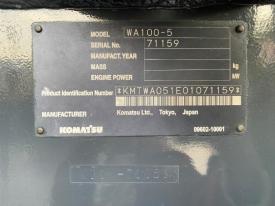 MODEL WA100-5
SERIAL No. 71159
MANUFACT. YEAR
MASS kg
ENGINE POWER kW
Product Identification Number *KMTWA051E01071159*
MANUFACTURER Komatsu Ltd., Tokyo, Japan
KOMATSU 09602-10001